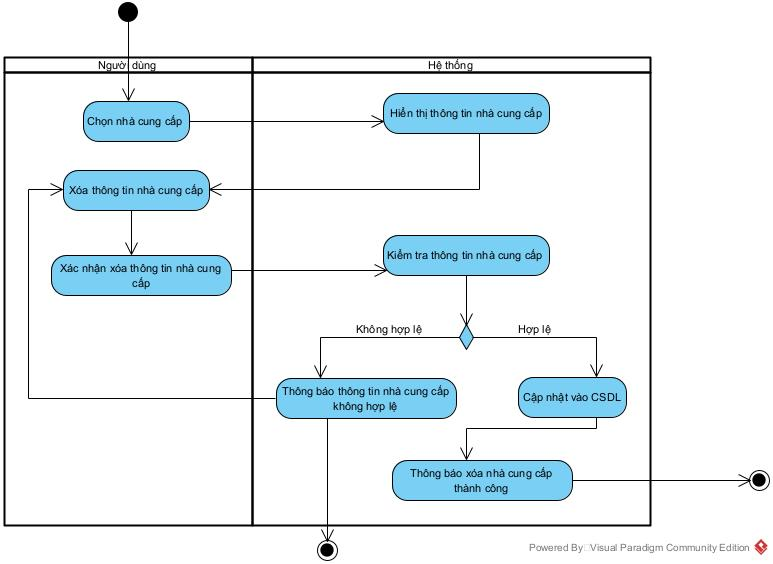 Người dùng
Hệ thống
Chọn nhà cung cấp
Hiển thị thông tin nhà cung cấp
Xóa thông tin nhà cung cấp
Xác nhận xóa thông tin nhà cung
cấp
Kiểm tra thông tin nhà cung cấp
Không hợp lệ
Hợp lệ
Thông báo thông tin nhà cung cấp
không hợp lệ
Cập nhật vào CSDL
Thông báo xóa nhà cung cấp
thành công
Powered By Visual Paradigm Community Edition